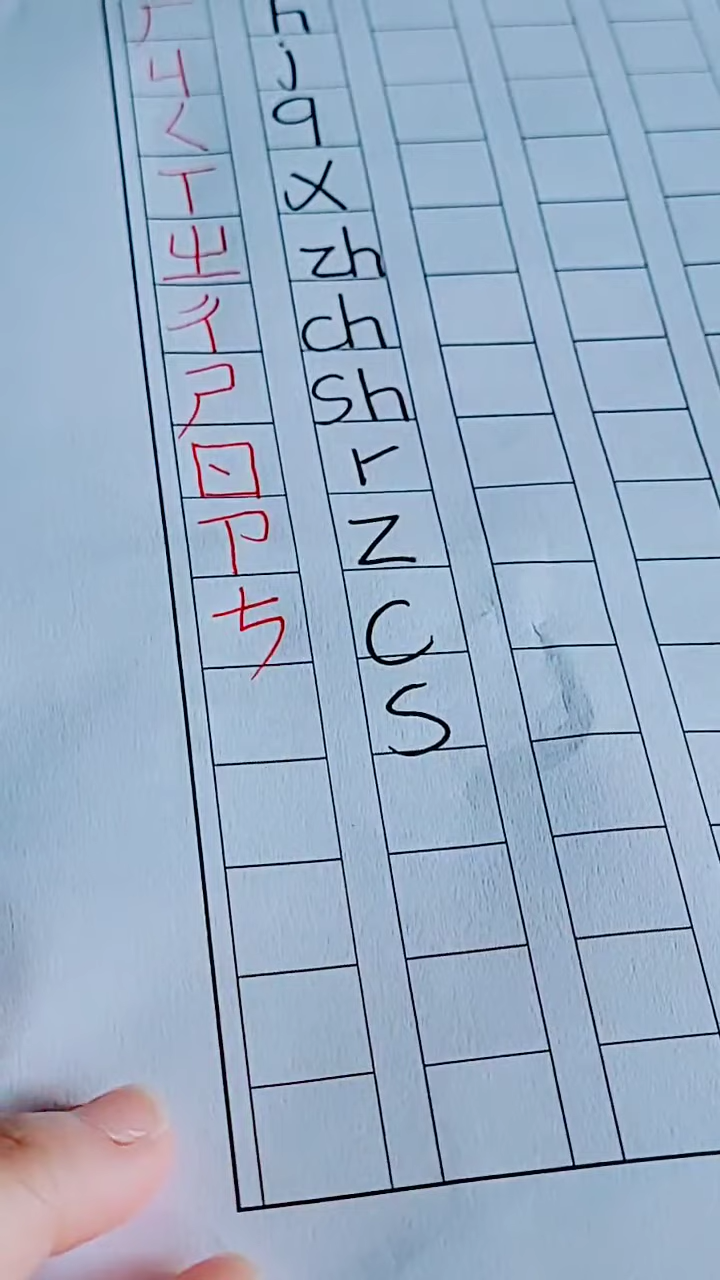 ㄏ h
ㄐ j
ㄑ q
ㄒ x
ㄓ zh
ㄔ ch
ㄕ sh
ㄖ r
ㄗ z
ㄘ c
s